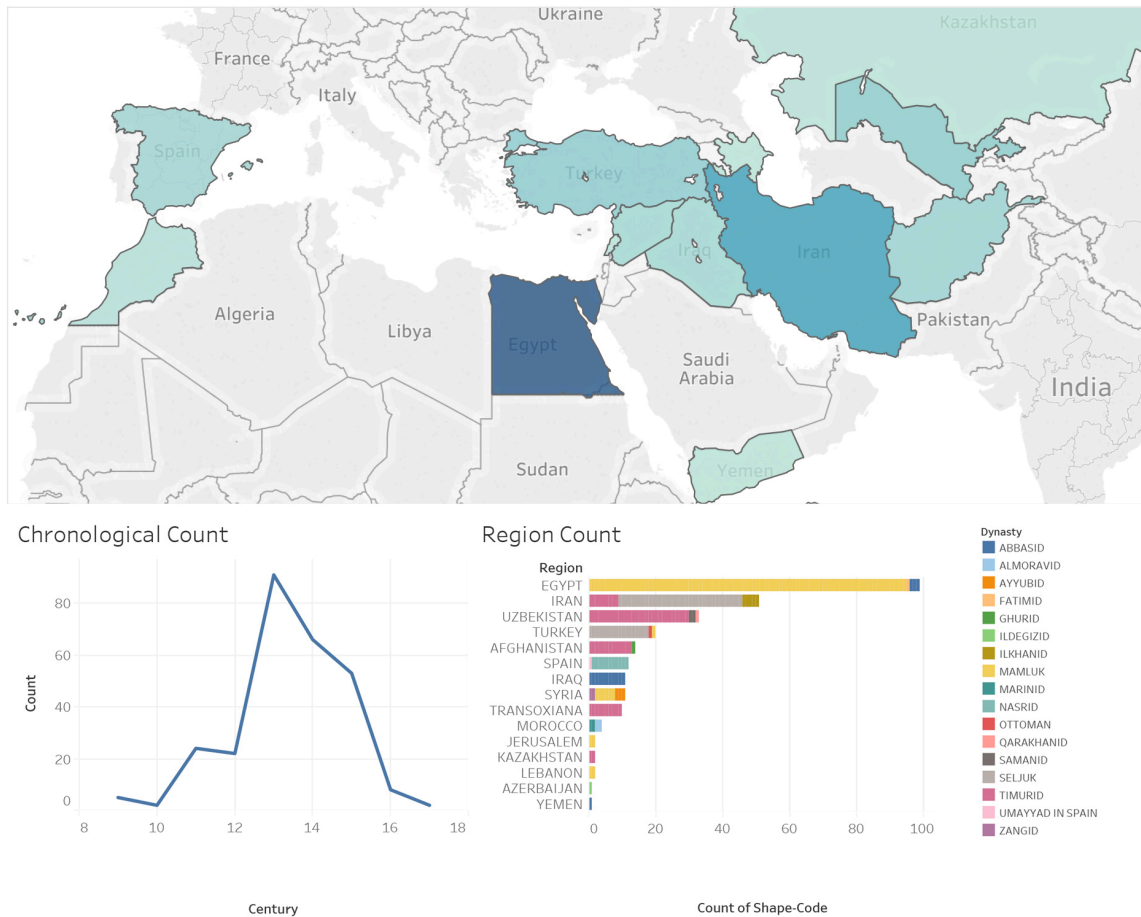 Ukraine
Kazakhstan
France
Italy
Spain
Turkey
Iraq
Iran
Algeria
Libya
Egypt
Pakistan
Saudi
Arabia
India
Sudan
Yemen
Chronological Count
Count
80
60
40
20
0
8
10
12
14
16
18
Century
Region Count
Region
EGYPT
IRAN
UZBEKISTAN
TURKEY
AFGHANISTAN
SPAIN
IRAQ
SYRIA
TRANSOXIANA
MOROCCO
JERUSALEM
KAZAKHSTAN
LEBANON
AZERBAIJAN
YEMEN
0
20
40
60
80
100
Count of Shape-Code
Dynasty
ABBASID
ALMORAVID
AYYUBID
FATIMID
GHURID
ILDEGIZID
ILKHANID
MAMLUK
MARINID
NASRID
OTTOMAN
QARAKHANID
SAMANID
SELJUK
TIMURID
UMAYYAD IN SPAIN
ZANGID